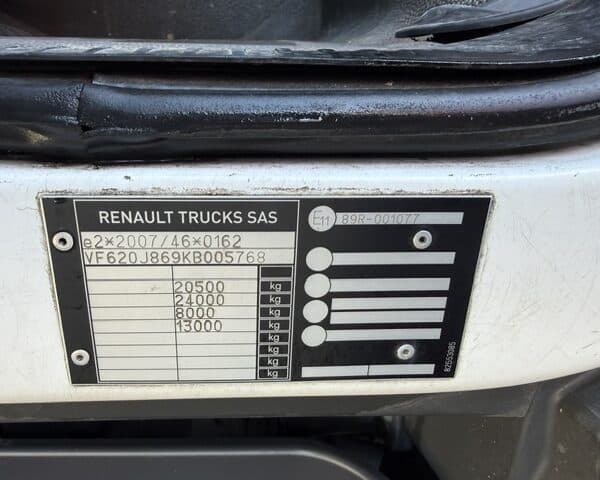 RENAULT TRUCKS SAS
e2*2007/46*0162
VF620J869KB005768
kg
20500 kg
24000 kg
8000 kg
13000 kg
kg
kg
kg
E11 89R-001077
82553085